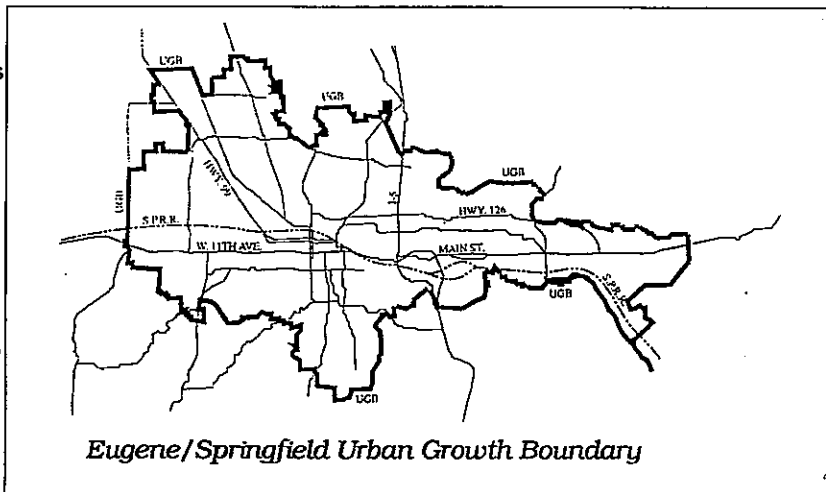 UGB
UGB
UGB
UGB
HWY. 99
I-5
HWY. 126
S.P.R.R.
W. 11TH AVE.
MAIN ST.
S.P.R.R.
UGB
UGB
Eugene/Springfield Urban Growth Boundary